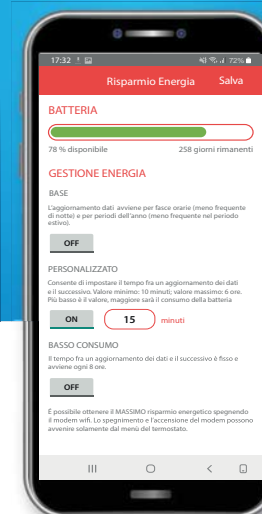 17:32
72%
Risparmio Energia
Salva
BATTERIA
78 % disponibile
258 giorni rimanenti
GESTIONE ENERGIA
BASE
L'aggiornamento dati avviene per fasce orarie (meno frequente
di notte) e per periodi dell'anno (meno frequente nel periodo
estivo).
OFF
PERSONALIZZATO
Consente di impostare il tempo fra un aggiornamento dei dati
e il successivo. Valore minimo: 10 minuti; valore massimo: 6 ore.
Più basso è il valore, maggiore sarà il consumo della batteria
ON
15
minuti
BASSO CONSUMO
Il tempo fra un aggiornamento dei dati e il successivo è fisso e
avviene ogni 8 ore.
OFF
È possibile ottenere il MASSIMO risparmio energetico spegnendo
il modem wifi. Lo spegnimento e l'accensione del modem possono
avvenire solamente dal menù del termostato.